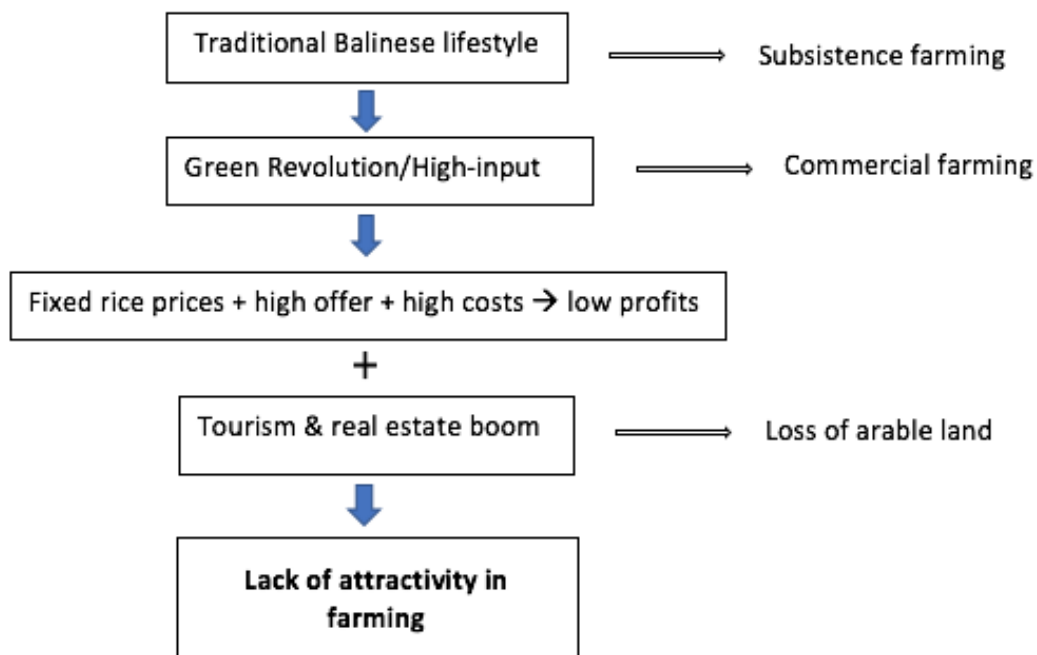 Traditional Balinese lifestyle
Subsistence farming
Green Revolution/High-input
Commercial farming
Fixed rice prices + high offer + high costs → low profits
+
Tourism & real estate boom
Loss of arable land
Lack of attractivity in
farming